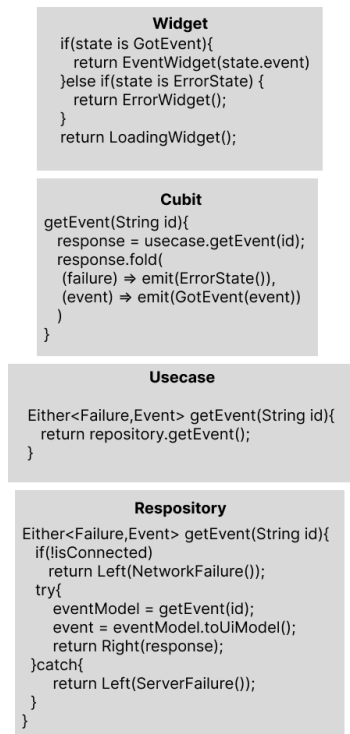 Widget
if(state is GotEvent){
return EventWidget(state.event)
}else if(state is ErrorState) {
return ErrorWidget();
}
return LoadingWidget();
Cubit
getEvent(String id){
response = usecase.getEvent(id);
response.fold(
(failure) => emit(ErrorState()),
(event) => emit(GotEvent(event))
)
}
Usecase
Either<Failure,Event> getEvent(String id){
return repository.getEvent();
}
Respository
Either<Failure,Event> getEvent(String id){
if(!isConnected)
return Left(NetworkFailure());
try{
eventModel = getEvent(id);
event = eventModel.toUiModel();
return Right(response);
}catch{
return Left(ServerFailure());
}
}